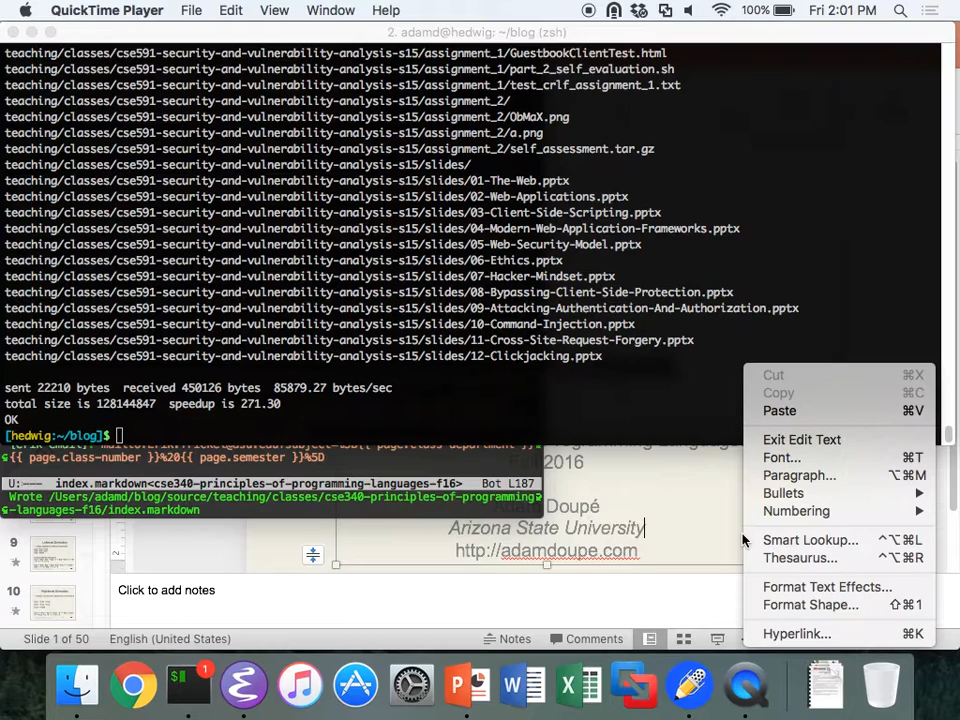 QuickTime Player File Edit View Window Help 100% Fri 2:01 PM
2. adamd@hedwig: ~/blog (zsh)
teaching/classes/cse591-security-and-vulnerability-analysis-s15/assignment_1/GuestbookClientTest.html
teaching/classes/cse591-security-and-vulnerability-analysis-s15/assignment_1/part_2_self_evaluation.sh
teaching/classes/cse591-security-and-vulnerability-analysis-s15/assignment_1/test_crlf_assignment_1.txt
teaching/classes/cse591-security-and-vulnerability-analysis-s15/assignment_2/
teaching/classes/cse591-security-and-vulnerability-analysis-s15/assignment_2/ObMaX.png
teaching/classes/cse591-security-and-vulnerability-analysis-s15/assignment_2/a.png
teaching/classes/cse591-security-and-vulnerability-analysis-s15/assignment_2/self_assessment.tar.gz
teaching/classes/cse591-security-and-vulnerability-analysis-s15/slides/
teaching/classes/cse591-security-and-vulnerability-analysis-s15/slides/01-The-Web.pptx
teaching/classes/cse591-security-and-vulnerability-analysis-s15/slides/02-Web-Applications.pptx
teaching/classes/cse591-security-and-vulnerability-analysis-s15/slides/03-Client-Side-Scripting.pptx
teaching/classes/cse591-security-and-vulnerability-analysis-s15/slides/04-Modern-Web-Application-Frameworks.pptx
teaching/classes/cse591-security-and-vulnerability-analysis-s15/slides/05-Web-Security-Model.pptx
teaching/classes/cse591-security-and-vulnerability-analysis-s15/slides/06-Ethics.pptx
teaching/classes/cse591-security-and-vulnerability-analysis-s15/slides/07-Hacker-Mindset.pptx
teaching/classes/cse591-security-and-vulnerability-analysis-s15/slides/08-Bypassing-Client-Side-Protection.pptx
teaching/classes/cse591-security-and-vulnerability-analysis-s15/slides/09-Attacking-Authentication-And-Authorization.pptx
teaching/classes/cse591-security-and-vulnerability-analysis-s15/slides/10-Command-Injection.pptx
teaching/classes/cse591-security-and-vulnerability-analysis-s15/slides/11-Cross-Site-Request-Forgery.pptx
teaching/classes/cse591-security-and-vulnerability-analysis-s15/slides/12-Clickjacking.pptx
sent 22210 bytes received 450126 bytes 85879.27 bytes/sec
total size is 128144847 speedup is 271.30
OK
[hedwig:~/blog]$
{{ page.class-number }}%20{{ page.semester }}%5D
U:---- index.markdown<cse340-principles-of-programming-languages-f16> Bot L187
Wrote /Users/adamd/blog/source/teaching/classes/cse340-principles-of-programming
-languages-f16/index.markdown
Fall 2016
Adam Doupé
Arizona State University
http://adamdoupe.com
Cut ⌘X
Copy ⌘C
Paste ⌘V
Exit Edit Text
Font... ⌘T
Paragraph... ⌥⌘M
Bullets
Numbering
Smart Lookup... ^⌥⌘L
Thesaurus... ^⌥⌘R
Format Text Effects...
Format Shape... ⇧⌘1
Hyperlink... ⌘K
9
10
2
Click to add notes
Slide 1 of 50 English (United States) Notes Comments
1